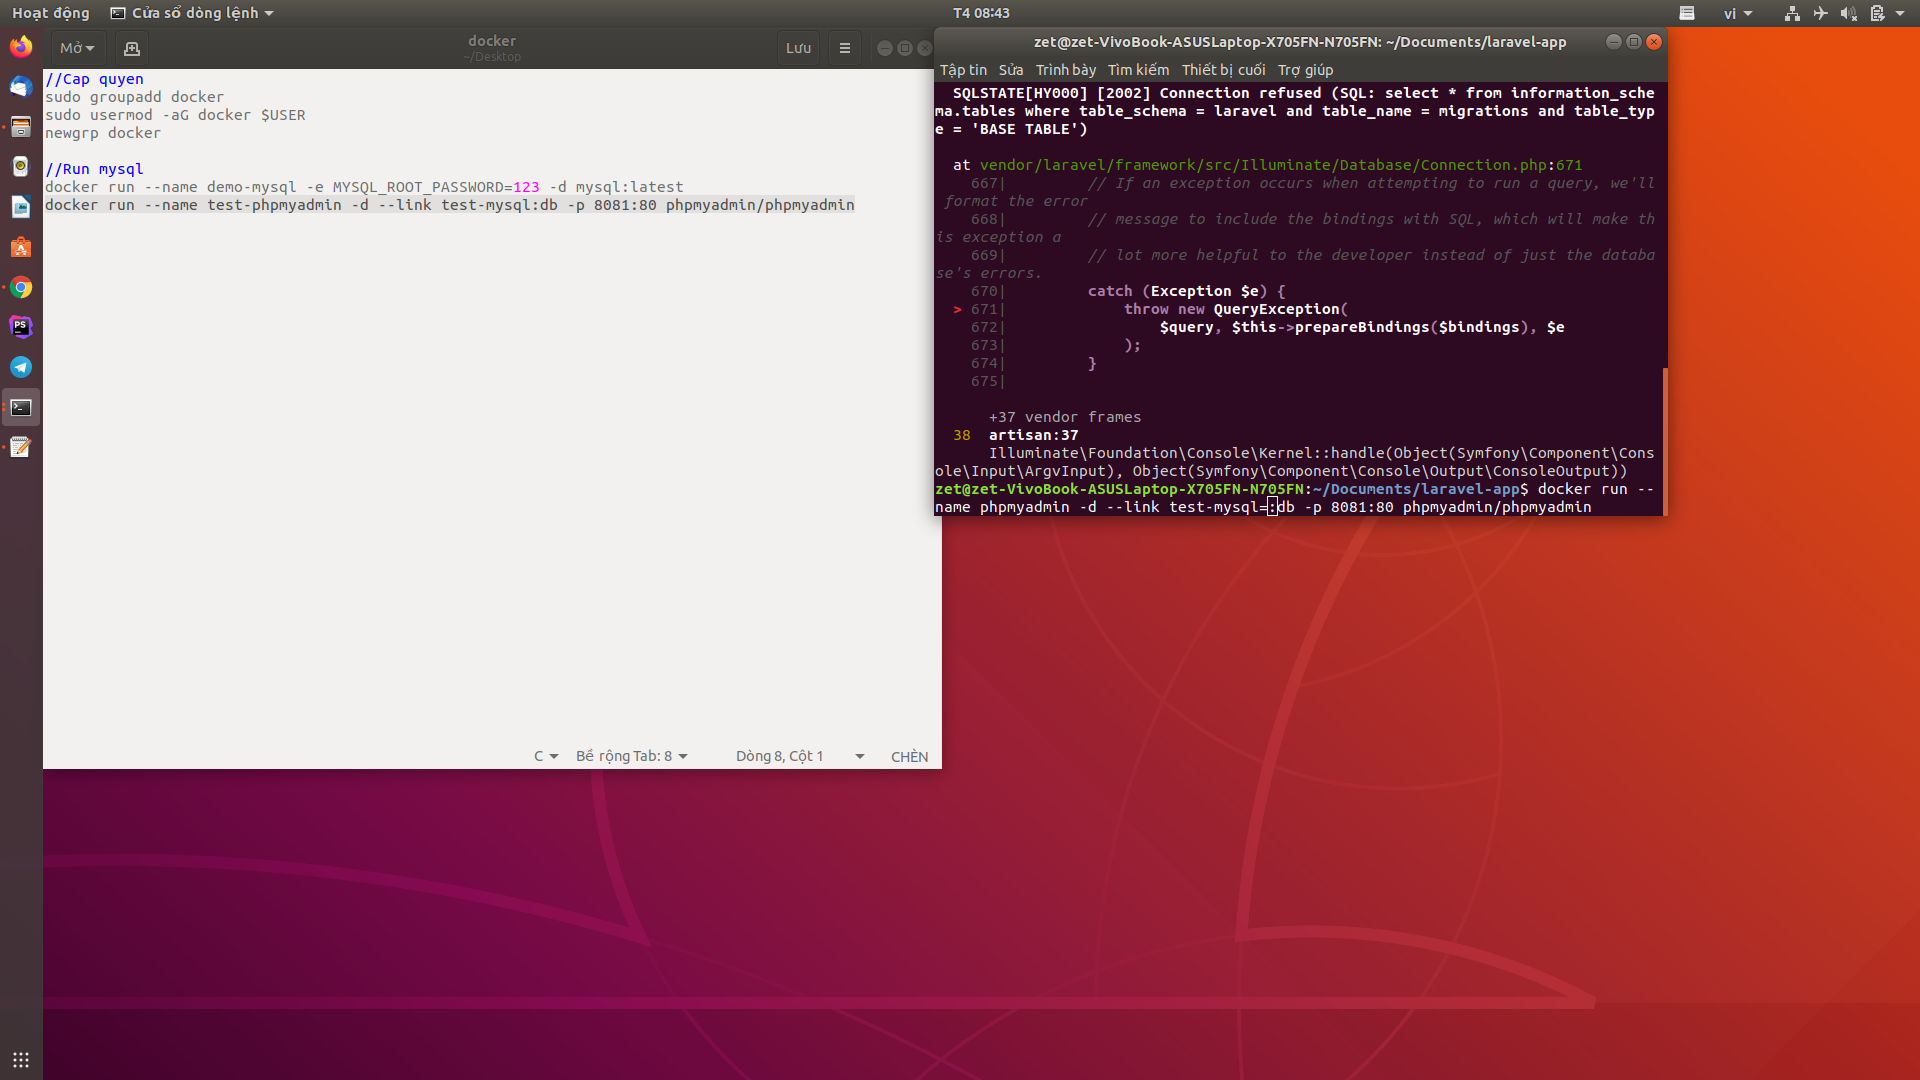 Hoạt động
Cửa sổ dòng lệnh
T4 08:43
vi
Mở
docker
~/Desktop
Lưu
//Cap quyen
sudo groupadd docker
sudo usermod -aG docker $USER
newgrp docker
//Run mysql
docker run --name demo-mysql -e MYSQL_ROOT_PASSWORD=123 -d mysql:latest
docker run --name test-phpmyadmin -d --link test-mysql:db -p 8081:80 phpmyadmin/phpmyadmin
C
Bề rộng Tab: 8
Dòng 8, Cột 1
CHÈN
zet@zet-VivoBook-ASUSLaptop-X705FN-N705FN: ~/Documents/laravel-app
Tập tin Sửa Trình bày Tìm kiếm Thiết bị cuối Trợ giúp
SQLSTATE[HY000] [2002] Connection refused (SQL: select * from information_sche
ma.tables where table_schema = laravel and table_name = migrations and table_typ
e = 'BASE TABLE')
at vendor/laravel/framework/src/Illuminate/Database/Connection.php:671
667| // If an exception occurs when attempting to run a query, we'll
format the error
668| // message to include the bindings with SQL, which will make th
is exception a
669| // lot more helpful to the developer instead of just the databa
se's errors.
670| catch (Exception $e) {
> 671| throw new QueryException(
672| $query, $this->prepareBindings($bindings), $e
673| );
674| }
675|
+37 vendor frames
38 artisan:37
Illuminate\Foundation\Console\Kernel::handle(Object(Symfony\Component\Cons
ole\Input\ArgvInput), Object(Symfony\Component\Console\Output\ConsoleOutput))
zet@zet-VivoBook-ASUSLaptop-X705FN-N705FN:~/Documents/laravel-app$ docker run --
name phpmyadmin -d --link test-mysql=:db -p 8081:80 phpmyadmin/phpmyadmin
PS